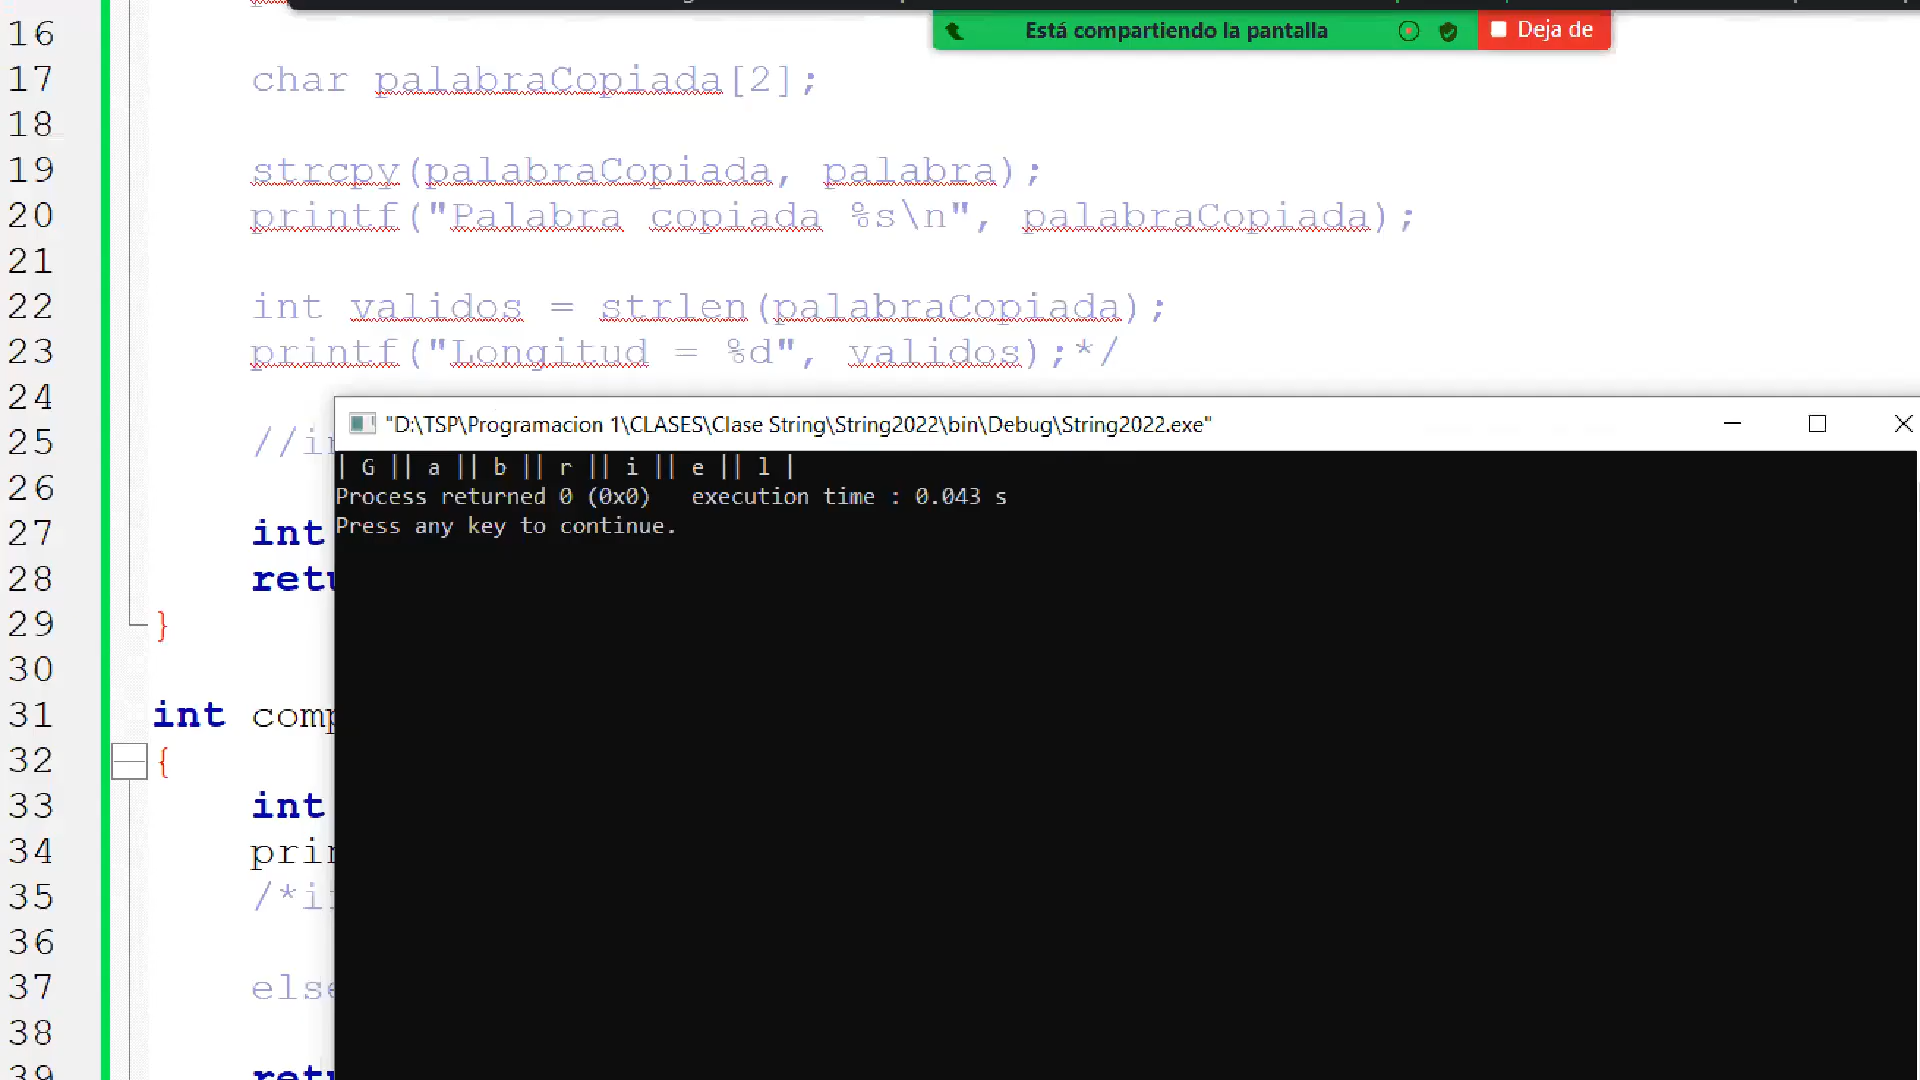 Está compartiendo la pantalla
Deja de
16
17 char palabraCopiada[2];
18
19 strcpy(palabraCopiada, palabra);
20 printf("Palabra copiada %s\n", palabraCopiada);
21
22 int validos = strlen(palabraCopiada);
23 printf("Longitud = %d", validos);*/
24
25 //in
26
27 int
28 retu
29 }
30
31 int comp
32 {
33 int
34 prin
35 /*i
36
37 else
38
39 retu
"D:\TSP\Programacion 1\CLASES\Clase String\String2022\bin\Debug\String2022.exe"
| G || a || b || r || i || e || l |
Process returned 0 (0x0) execution time : 0.043 s
Press any key to continue.